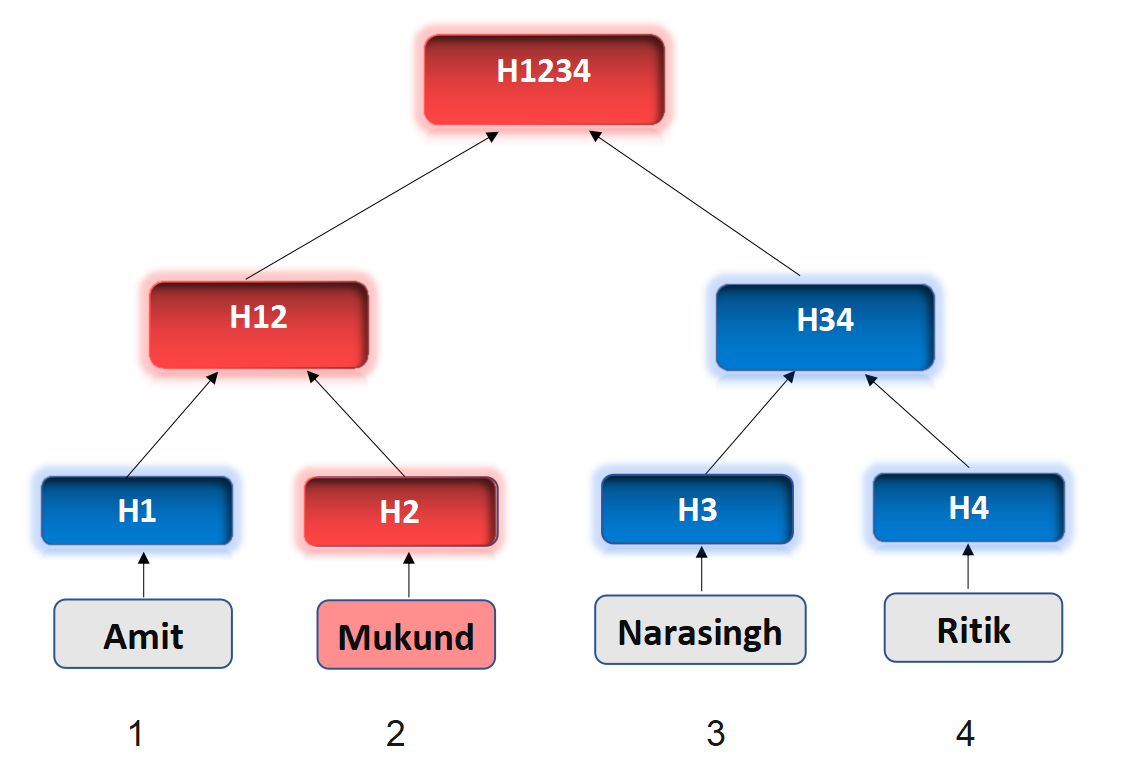 H1234
H12
H34
H1
H2
H3
H4
Amit
Mukund
Narasingh
Ritik
1
2
3
4